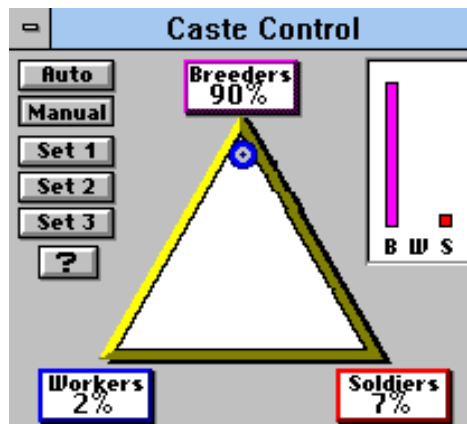 Caste Control
Auto
Manual
Set 1
Set 2
Set 3
?
Breeders
90%
B W S
Workers
2%
Soldiers
7%